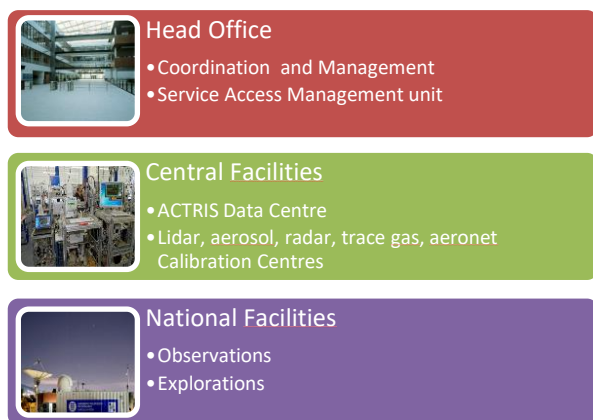 Head Office
•Coordination  and Management
•Service Access Management unit
Central Facilities
•ACTRIS Data Centre
•Lidar, aerosol, radar, trace gas, aeronet
Calibration Centres
National Facilities
•Observations
•Explorations